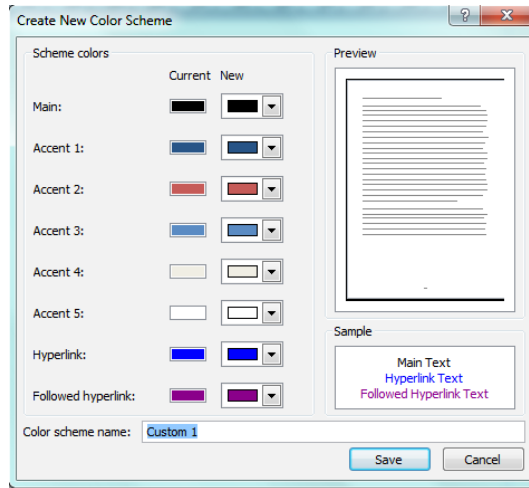 Create New Color Scheme
Scheme colors
Current New
Main:
Accent 1:
Accent 2:
Accent 3:
Accent 4:
Accent 5:
Hyperlink:
Followed hyperlink:
Preview
Sample
Main Text
Hyperlink Text
Followed Hyperlink Text
Color scheme name: Custom 1
Save Cancel